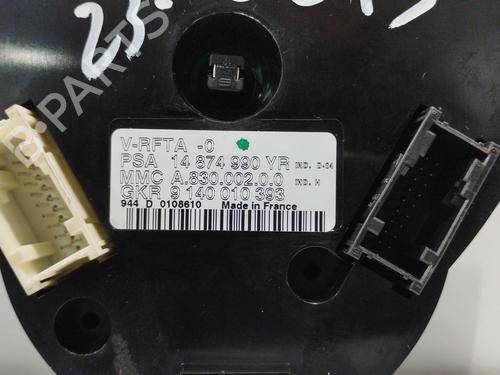 V-RFTA -0
PSA 14 874 990 YR IND. D-04
MMC A.830.002.0.0 IND. H
GKR 9 140 010 393
944 D 0108610 Made in France
B-PARTS